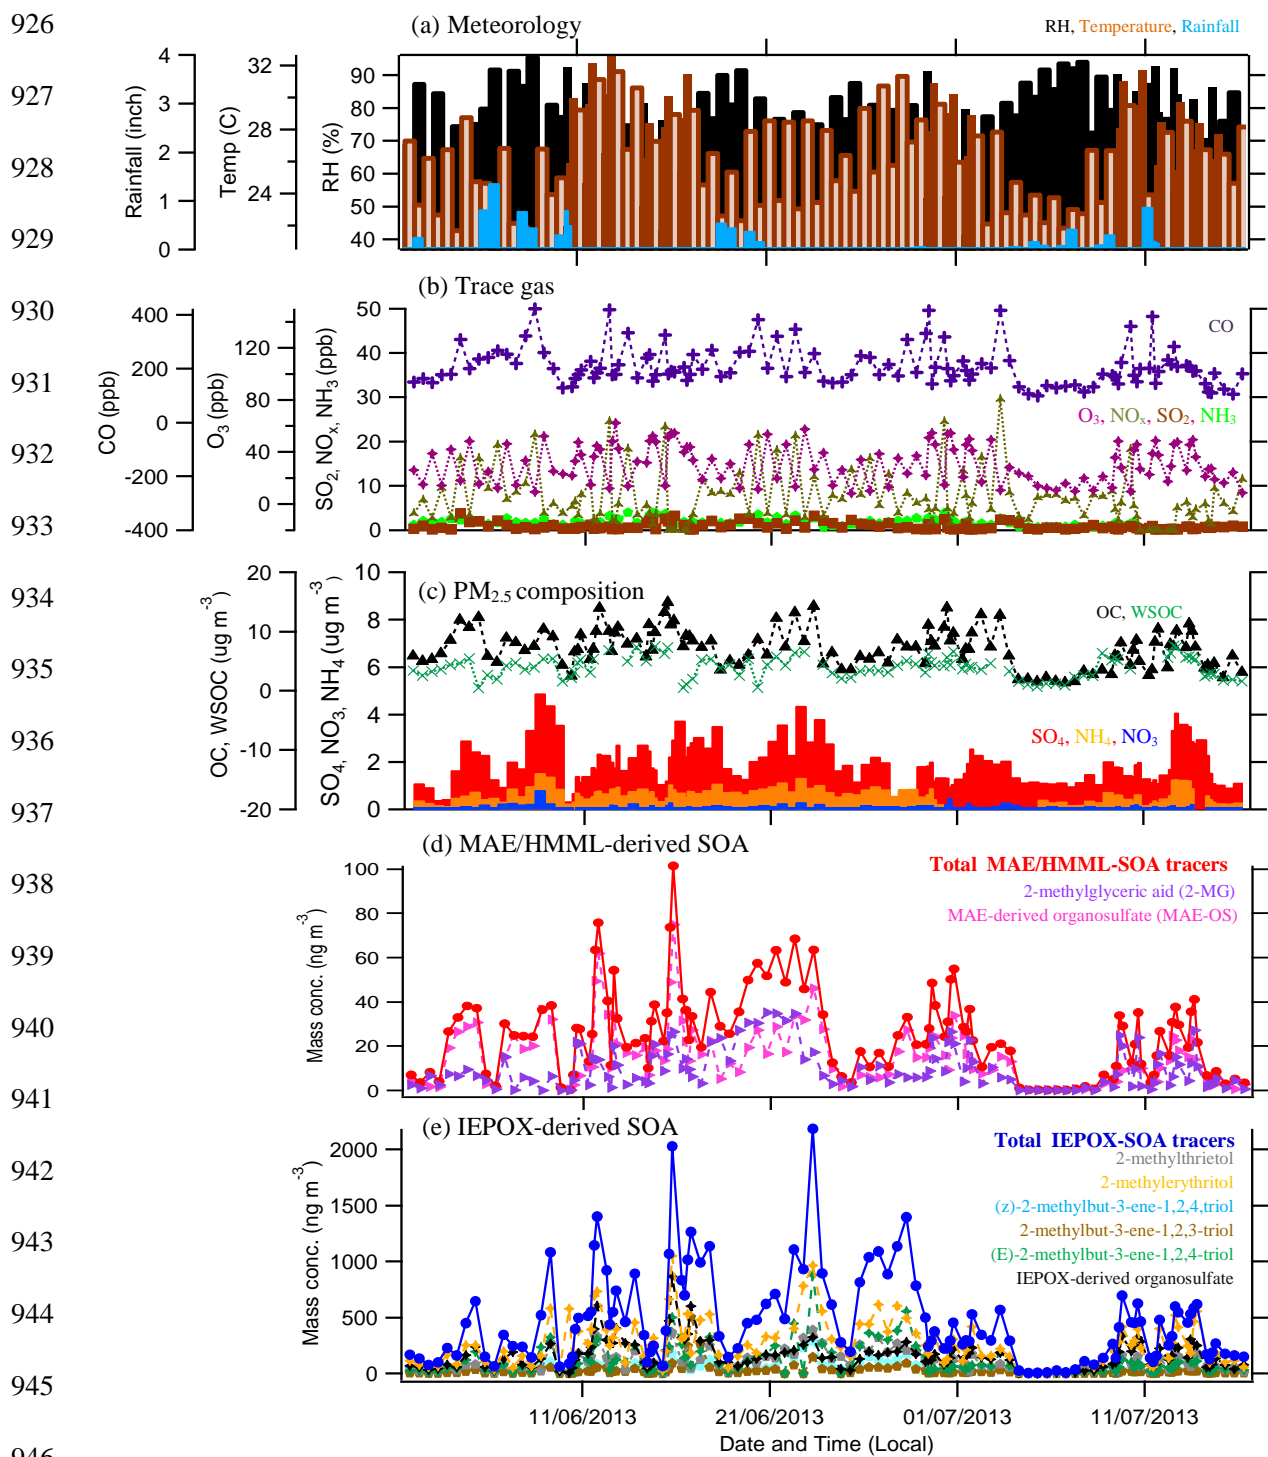 926
(a) Meteorology
RH, Temperature, Rainfall
4
3
2
1
0
Rainfall (inch)
32
28
24
Temp (C)
90
80
70
60
50
40
RH (%)
927
928
929
930
(b) Trace gas
400
200
0
-200
-400
CO (ppb)
120
80
40
0
O3 (ppb)
50
40
30
20
10
0
SO2, NOx, NH3 (ppb)
CO
O3, NOx, SO2, NH3
931
932
933
934
(c) PM2.5 composition
20
10
0
-10
-20
OC, WSOC (ug m-3)
10
8
6
4
2
0
SO4, NO3, NH4 (ug m-3)
OC, WSOC
SO4, NH4, NO3
935
936
937
(d) MAE/HMML-derived SOA
100
80
60
40
20
0
Mass conc. (ng m-3)
Total MAE/HMML-SOA tracers
2-methylglyceric aid (2-MG)
MAE-derived organosulfate (MAE-OS)
938
939
940
941
(e) IEPOX-derived SOA
2000
1500
1000
500
0
Mass conc. (ng m-3)
Total IEPOX-SOA tracers
2-methylthrietol
2-methylerythritol
(z)-2-methylbut-3-ene-1,2,4,triol
2-methylbut-3-ene-1,2,3-triol
(E)-2-methylbut-3-ene-1,2,4-triol
IEPOX-derived organosulfate
942
943
944
945
11/06/2013
21/06/2013
01/07/2013
11/07/2013
Date and Time (Local)
946